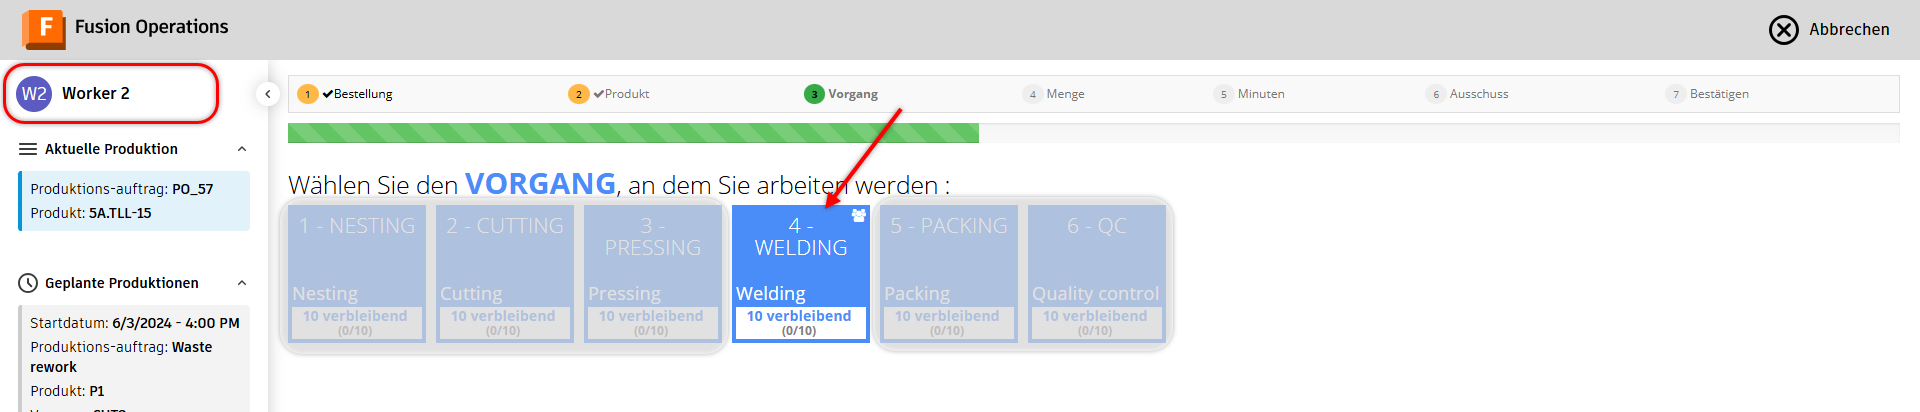 F Fusion Operations
Abbrechen
W2 Worker 2
1 Bestellung 2 Produkt 3 Vorgang 4 Menge 5 Minuten 6 Ausschuss 7 Bestätigen
Aktuelle Produktion
Produktions-auftrag: PO_57
Produkt: 5A.TLL-15
Geplante Produktionen
Startdatum: 6/3/2024 - 4:00 PM
Produktions-auftrag: Waste
rework
Produkt: P1
Wählen Sie den VORGANG, an dem Sie arbeiten werden :
1 - NESTING
Nesting
10 verbleibend
(0/10)
2 - CUTTING
Cutting
10 verbleibend
(0/10)
3 -
PRESSING
Pressing
10 verbleibend
(0/10)
4 -
WELDING
Welding
10 verbleibend
(0/10)
5 - PACKING
Packing
10 verbleibend
(0/10)
6 - QC
Quality control
10 verbleibend
(0/10)